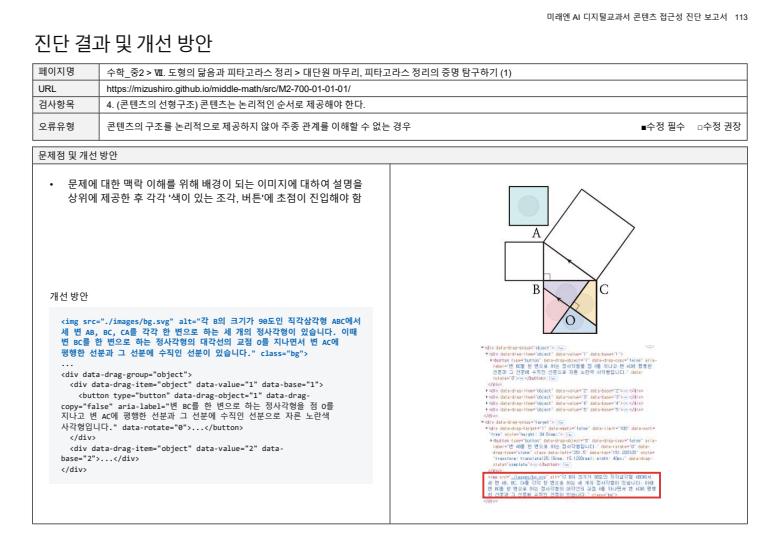 미래엔 AI 디지털교과서 콘텐츠 접근성 진단 보고서 113
진단 결과 및 개선 방안
페이지명 수학_중2 > Ⅶ. 도형의 닮음과 피타고라스 정리 > 대단원 마무리, 피타고라스 정리의 증명 탐구하기 (1)
URL https://mizushiro.github.io/middle-math/src/M2-700-01-01-01/
검사항목 4. (콘텐츠의 선형구조) 콘텐츠는 논리적인 순서로 제공해야 한다.
오류유형 콘텐츠의 구조를 논리적으로 제공하지 않아 주종 관계를 이해할 수 없는 경우 ■수정 필수 □수정 권장
문제점 및 개선 방안
• 문제에 대한 맥락 이해를 위해 배경이 되는 이미지에 대하여 설명을
상위에 제공한 후 각각 '색이 있는 조각, 버튼'에 초점이 진입해야 함
개선 방안
<img src="./images/bg.svg" alt="각 B의 크기가 90도인 직각삼각형 ABC에서
세 변 AB, BC, CA를 각각 한 변으로 하는 세 개의 정사각형이 있습니다. 이때
변 BC를 한 변으로 하는 정사각형의 대각선의 교점 O를 지나면서 변 AC에
평행한 선분과 그 선분에 수직인 선분이 있습니다." class="bg">
...
<div data-drag-group="object">
<div data-drag-item="object" data-value="1" data-base="1">
<button type="button" data-drag-object="1" data-drag-
copy="false" aria-label="변 BC를 한 변으로 하는 정사각형을 점 O를
지나고 변 AC에 평행한 선분과 그 선분에 수직인 선분으로 자른 노란색
사각형입니다." data-rotate="0">...</button>
</div>
<div data-drag-item="object" data-value="2" data-
base="2">...</div>
</div>
A
B
C
O